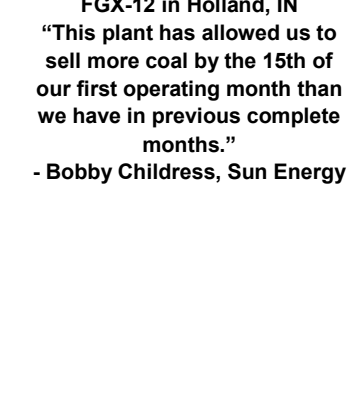 FGX-12 in Holland, IN
“This plant has allowed us to
sell more coal by the 15th of
our first operating month than
we have in previous complete
months.”
- Bobby Childress, Sun Energy